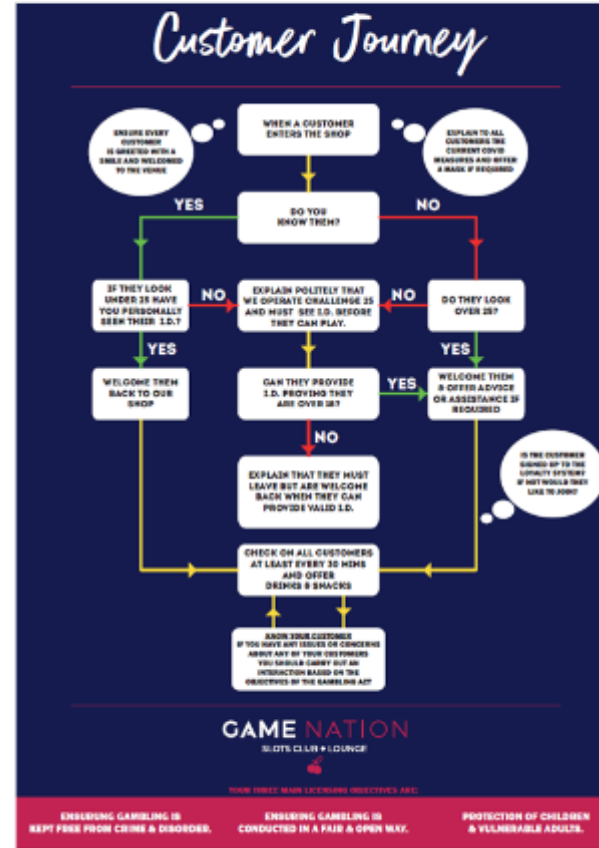 Customer Journey
WHEN A CUSTOMER
ENTERS THE SHOP
ENSURE EVERY
CUSTOMER
IS GREETED WITH A
SMILE AND WELCOMED
TO THE VENUE
EXPLAIN TO ALL
CUSTOMERS THE
CURRENT COVID
MEASURES AND OFFER
A MASK IF REQUIRED
YES
DO YOU
KNOW THEM?
NO
IF THEY LOOK
UNDER 25 HAVE
YOU PERSONALLY
SEEN THEIR I.D.?
NO
EXPLAIN POLITELY THAT
WE OPERATE CHALLENGE 25
AND MUST SEE I.D. BEFORE
THEY CAN PLAY.
NO
DO THEY LOOK
OVER 25?
YES
YES
WELCOME THEM
BACK TO OUR
SHOP
CAN THEY PROVIDE
I.D. PROVING THEY
ARE OVER 18?
YES
WELCOME THEM
& OFFER ADVICE
OR ASSISTANCE IF
REQUIRED
NO
EXPLAIN THAT THEY MUST
LEAVE BUT ARE WELCOME
BACK WHEN THEY CAN
PROVIDE VALID I.D.
IS THE CUSTOMER
SIGNED UP TO THE
LOYALTY SYSTEM?
IF NOT WOULD THEY
LIKE TO JOIN?
CHECK ON ALL CUSTOMERS
AT LEAST EVERY 30 MINS
AND OFFER
DRINKS & SNACKS
KNOW YOUR CUSTOMER
IF YOU HAVE ANY ISSUES OR CONCERNS
ABOUT ANY OF YOUR CUSTOMERS
YOU SHOULD CARRY OUT AN
INTERACTION BASED ON THE
OBJECTIVES OF THE GAMBLING ACT
GAME NATION
SLOTS CLUB + LOUNGE
YOUR THREE MAIN LICENSING OBJECTIVES ARE:
ENSURING GAMBLING IS
KEPT FREE FROM CRIME & DISORDER.
ENSURING GAMBLING IS
CONDUCTED IN A FAIR & OPEN WAY.
PROTECTION OF CHILDREN
& VULNERABLE ADULTS.